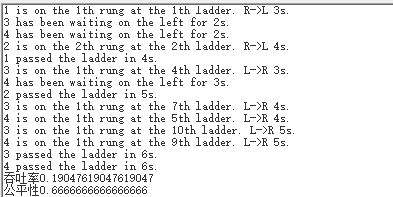 1 is on the 1th rung at the 1th ladder. R->L 3s.
3 has been waiting on the left for 2s.
4 has been waiting on the left for 2s.
2 is on the 2th rung at the 2th ladder. R->L 4s.
1 passed the ladder in 4s.
3 is on the 1th rung at the 4th ladder. L->R 3s.
4 has been waiting on the left for 3s.
2 passed the ladder in 5s.
3 is on the 1th rung at the 7th ladder. L->R 4s.
4 is on the 1th rung at the 5th ladder. L->R 4s.
3 is on the 1th rung at the 10th ladder. L->R 5s.
4 is on the 1th rung at the 9th ladder. L->R 5s.
3 passed the ladder in 6s.
4 passed the ladder in 6s.
吞吐率0.19047619047619047
公平性0.6666666666666666